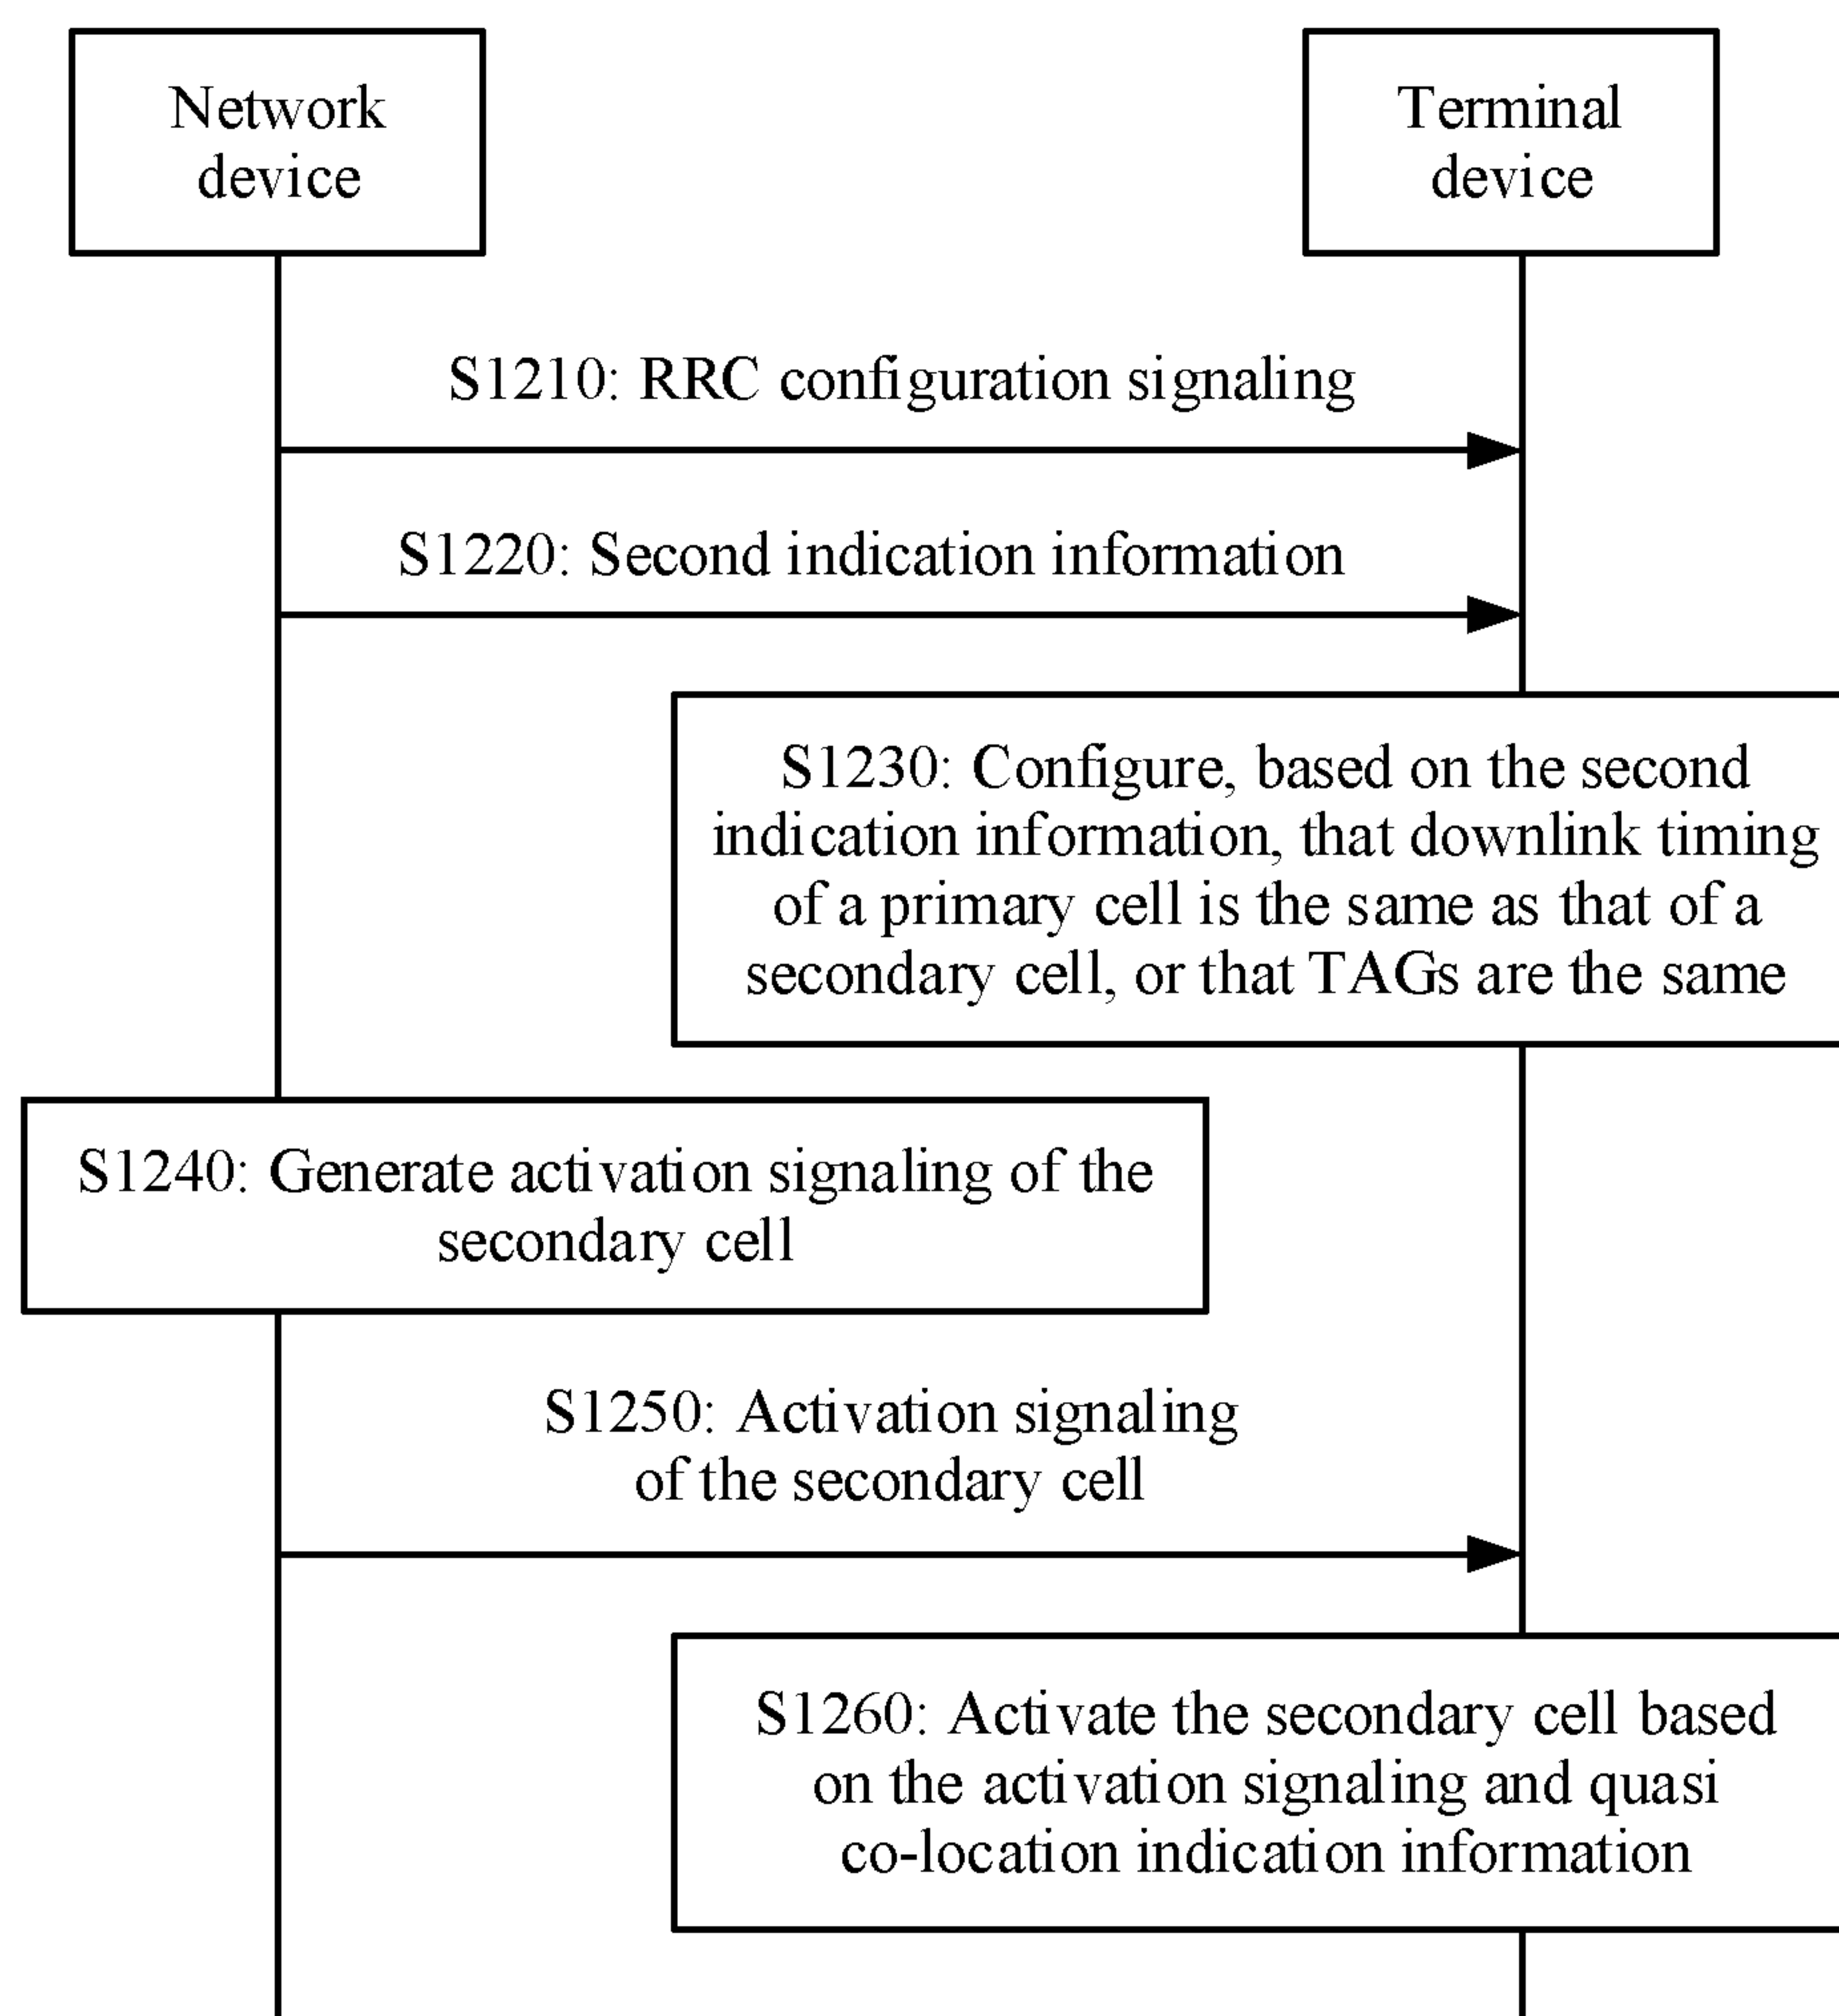 Network
device
Terminal
device
S1210: RRC configuration signaling
S1220: Second indication information
S1230: Configure, based on the second
indication information, that downlink timing
of a primary cell is the same as that of a
secondary cell, or that TAGs are the same
S1240: Generate activation signaling of the
secondary cell
S1250: Activation signaling
of the secondary cell
S1260: Activate the secondary cell based
on the activation signaling and quasi
co-location indication information